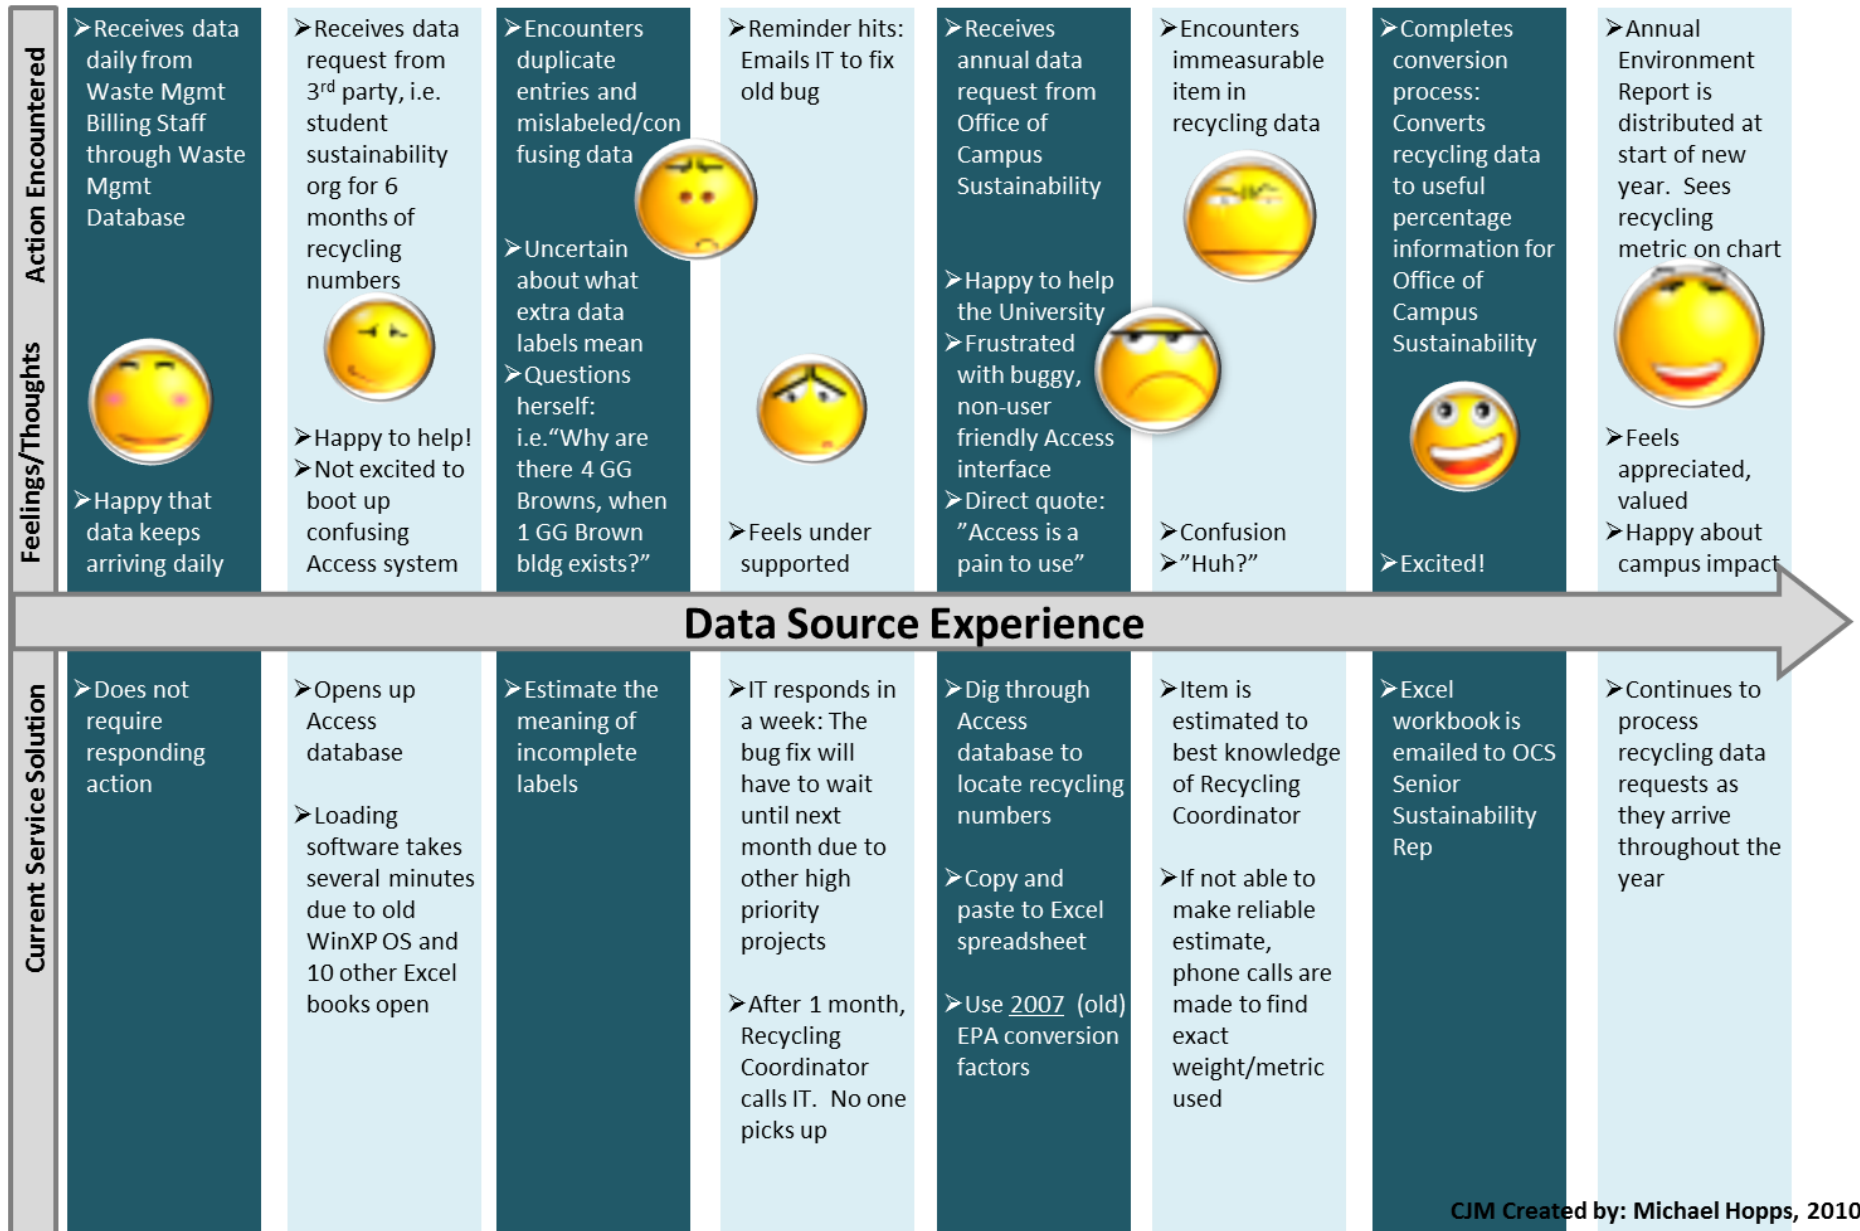 Action Encountered
Feelings/Thoughts
➢Receives data
daily from
Waste Mgmt
Billing Staff
through Waste
Mgmt
Database
➢Happy that
data keeps
arriving daily
➢Receives data
request from
3rd party, i.e.
student
sustainability
org for 6
months of
recycling
numbers
➢Happy to help!
➢Not excited to
boot up
confusing
Access system
➢Encounters
duplicate
entries and
mislabeled/con
fusing data
➢Uncertain
about what
extra data
labels mean
➢Questions
herself:
i.e.“Why are
there 4 GG
Browns, when
1 GG Brown
bldg exists?”
➢Reminder hits:
Emails IT to fix
old bug
➢Feels under
supported
➢Receives
annual data
request from
Office of
Campus
Sustainability
➢Happy to help
the University
➢Frustrated
with buggy,
non-user
friendly Access
interface
➢Direct quote:
”Access is a
pain to use”
➢Encounters
immeasurable
item in
recycling data
➢Confusion
➢”Huh?”
➢Completes
conversion
process:
Converts
recycling data
to useful
percentage
information for
Office of
Campus
Sustainability
➢Excited!
➢Annual
Environment
Report is
distributed at
start of new
year. Sees
recycling
metric on chart
➢Feels
appreciated,
valued
➢Happy about
campus impact
Data Source Experience
Current Service Solution
➢Does not
require
responding
action
➢Opens up
Access
database
➢Loading
software takes
several minutes
due to old
WinXP OS and
10 other Excel
books open
➢Estimate the
meaning of
incomplete
labels
➢IT responds in
a week: The
bug fix will
have to wait
until next
month due to
other high
priority
projects
➢After 1 month,
Recycling
Coordinator
calls IT. No one
picks up
➢Dig through
Access
database to
locate recycling
numbers
➢Copy and
paste to Excel
spreadsheet
➢Use 2007 (old)
EPA conversion
factors
➢Item is
estimated to
best knowledge
of Recycling
Coordinator
➢If not able to
make reliable
estimate,
phone calls are
made to find
exact
weight/metric
used
➢Excel
workbook is
emailed to OCS
Senior
Sustainability
Rep
➢Continues to
process
recycling data
requests as
they arrive
throughout the
year
CJM Created by: Michael Hopps, 2010